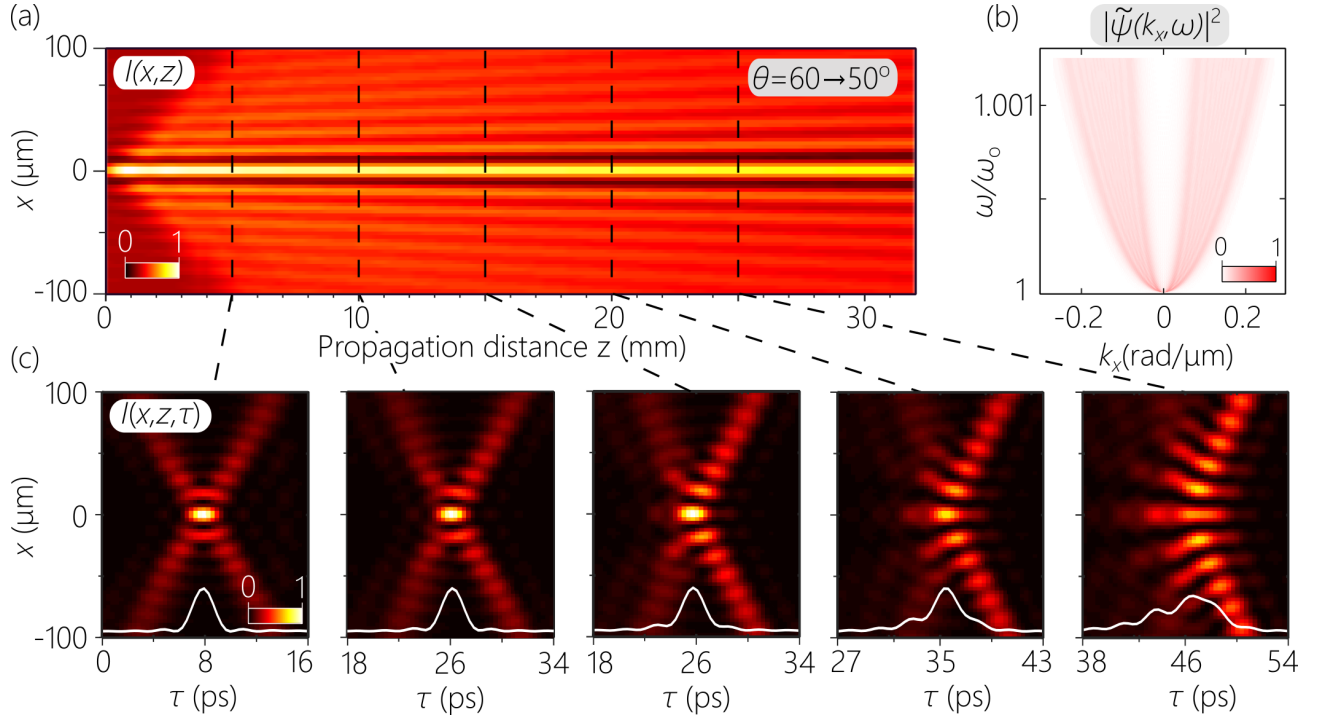 (a)
100
0
-100
x (μm)
I(x,z)
θ=60→50°
0 1
0 10 20 30
Propagation distance z (mm)
(b)
|ψ̃(kₓ,ω)|²
1.001
1
ω/ωₒ
0 1
-0.2 0 0.2
kₓ(rad/μm)
(c)
100
0
-100
x (μm)
I(x,z,τ)
0 1
0 8 16
τ (ps)
18 26 34
τ (ps)
18 26 34
τ (ps)
27 35 43
τ (ps)
38 46 54
τ (ps)